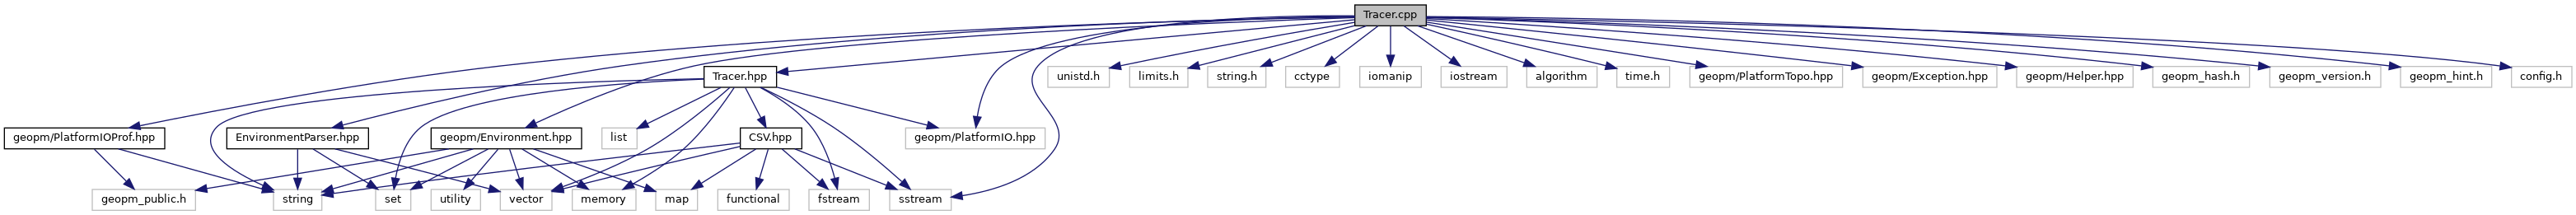 Tracer.cpp
Tracer.hpp
unistd.h
limits.h
string.h
cctype
iomanip
iostream
algorithm
time.h
geopm/PlatformTopo.hpp
geopm/Exception.hpp
geopm/Helper.hpp
geopm_hash.h
geopm_version.h
geopm_hint.h
config.h
geopm/PlatformIOProf.hpp
EnvironmentParser.hpp
geopm/Environment.hpp
list
CSV.hpp
geopm/PlatformIO.hpp
geopm_public.h
string
set
utility
vector
memory
map
functional
fstream
sstream